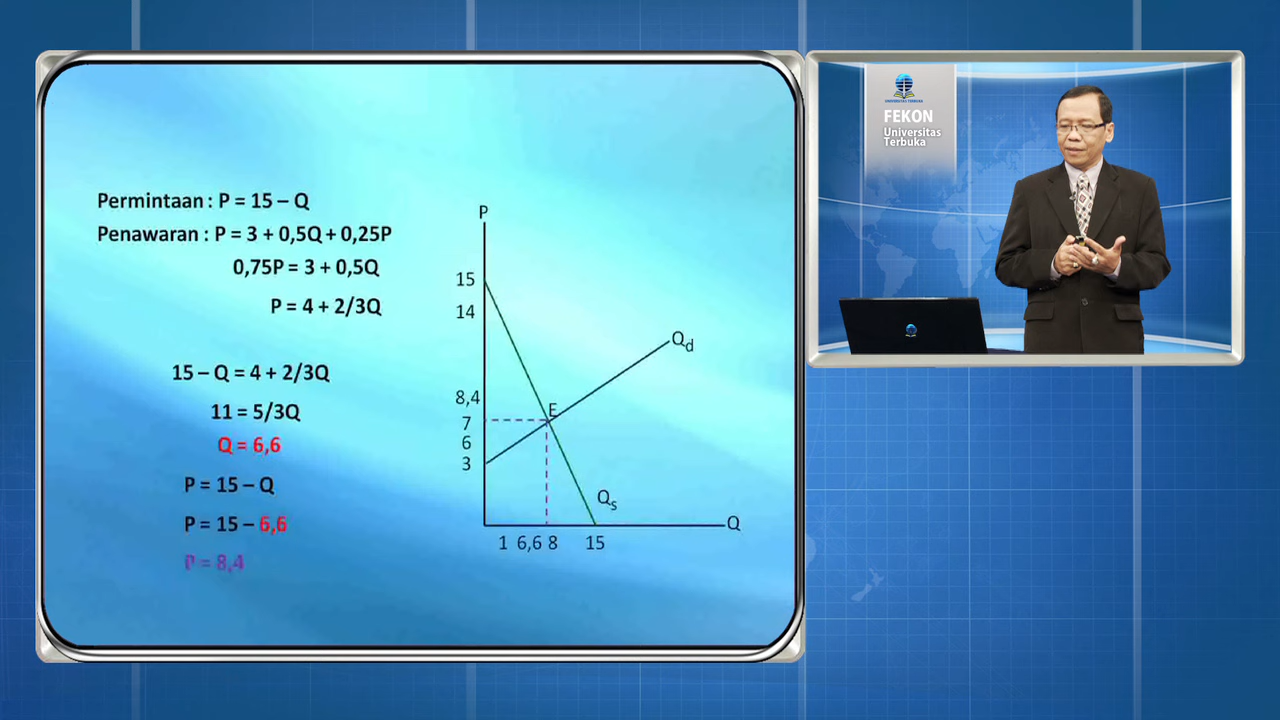 Permintaan : P = 15 – Q
Penawaran : P = 3 + 0,5Q + 0,25P
0,75P = 3 + 0,5Q
P = 4 + 2/3Q
15 – Q = 4 + 2/3Q
11 = 5/3Q
Q = 6,6
P = 15 – Q
P = 15 – 6,6
P = 8,4
P
15
14
8,4
7
6
3
E
Qd
Qs
Q
1 6,6 8 15
UNIVERSITAS TERBUKA
FEKON
Universitas
Terbuka